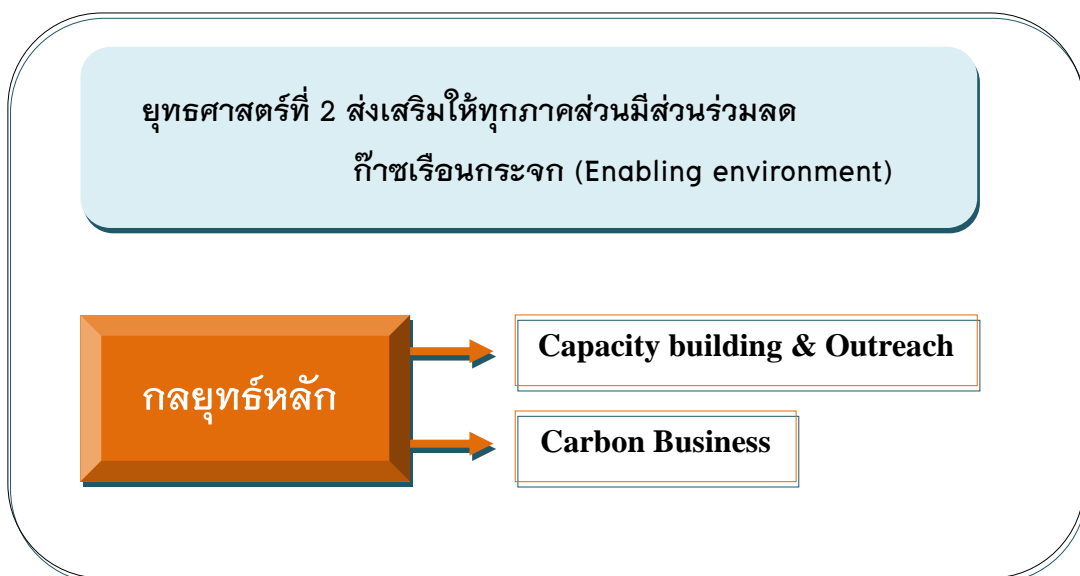 ยุทธศาสตร์ที่ 2 ส่งเสริมให้ทุกภาคส่วนมีส่วนร่วมลด
ก๊าซเรือนกระจก (Enabling environment)
กลยุทธ์หลัก
Capacity building & Outreach
Carbon Business